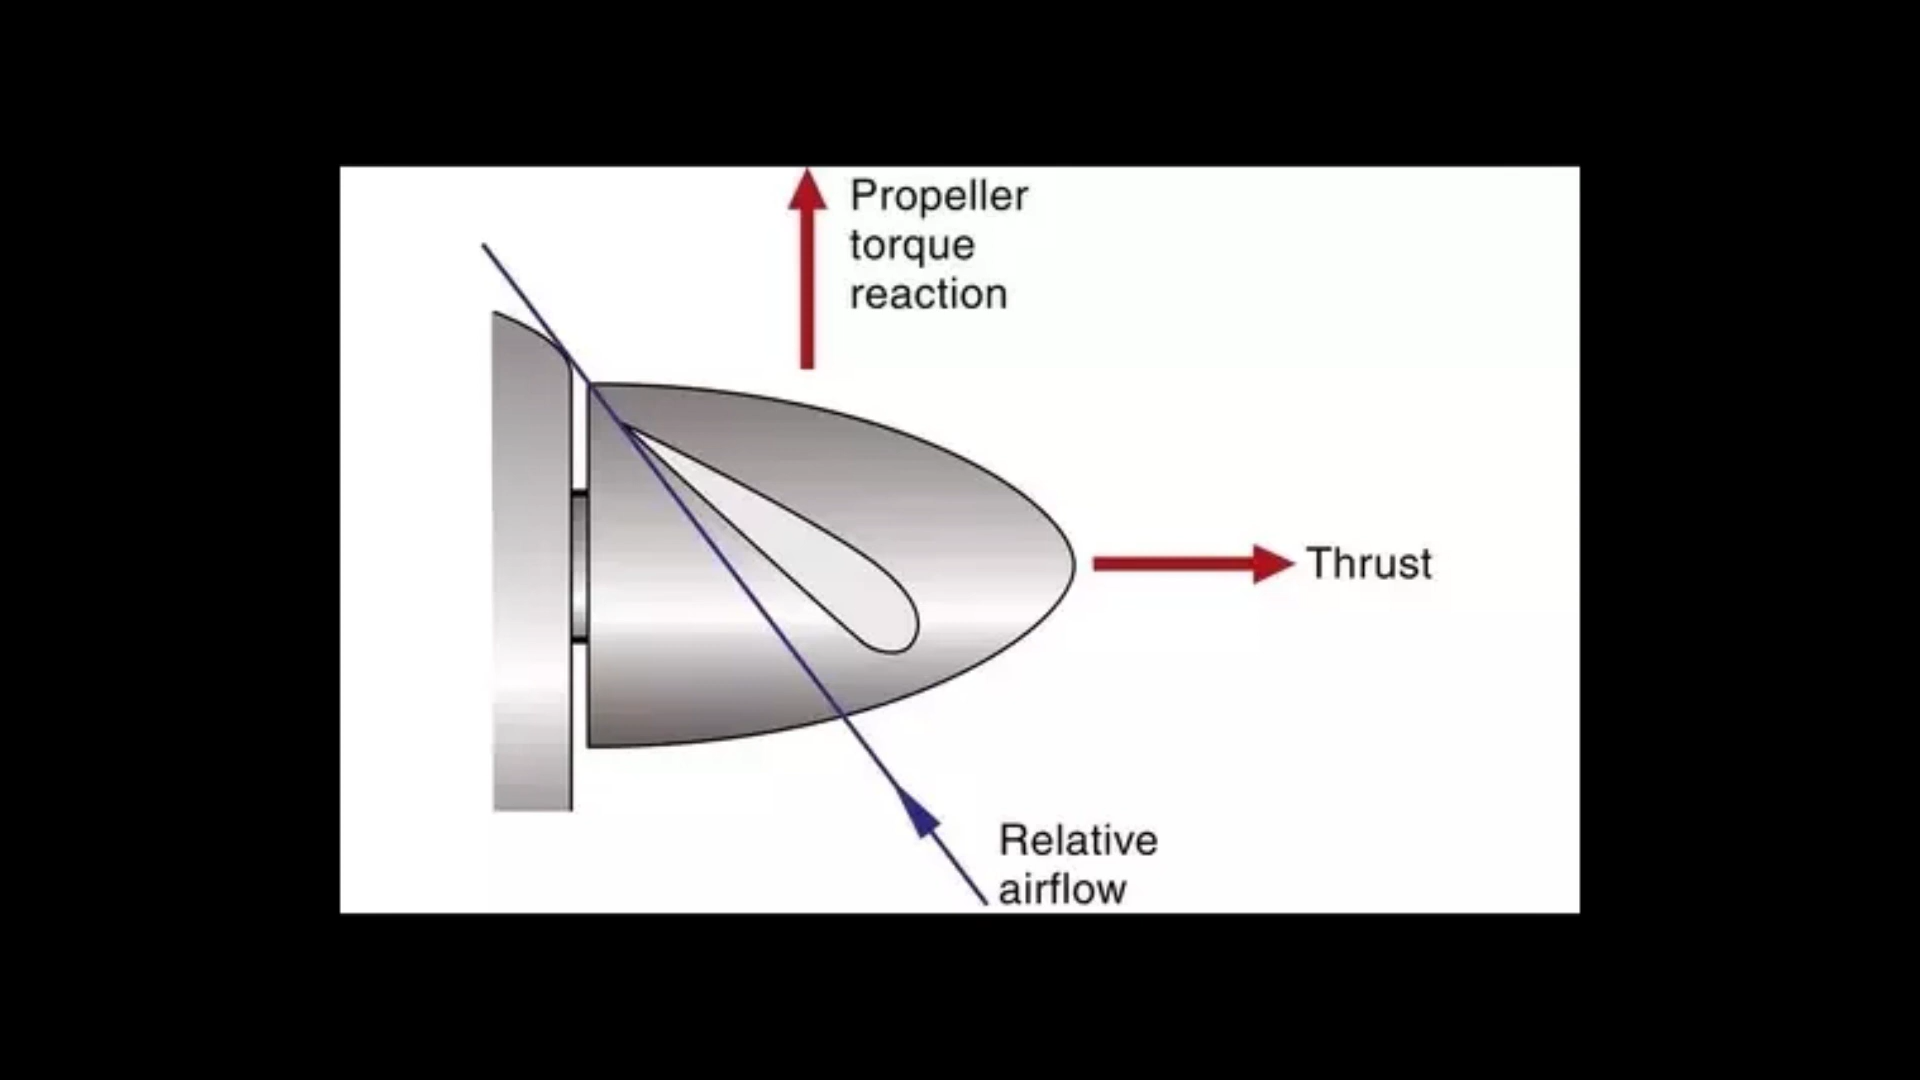 Propeller
torque
reaction
Thrust
Relative
airflow